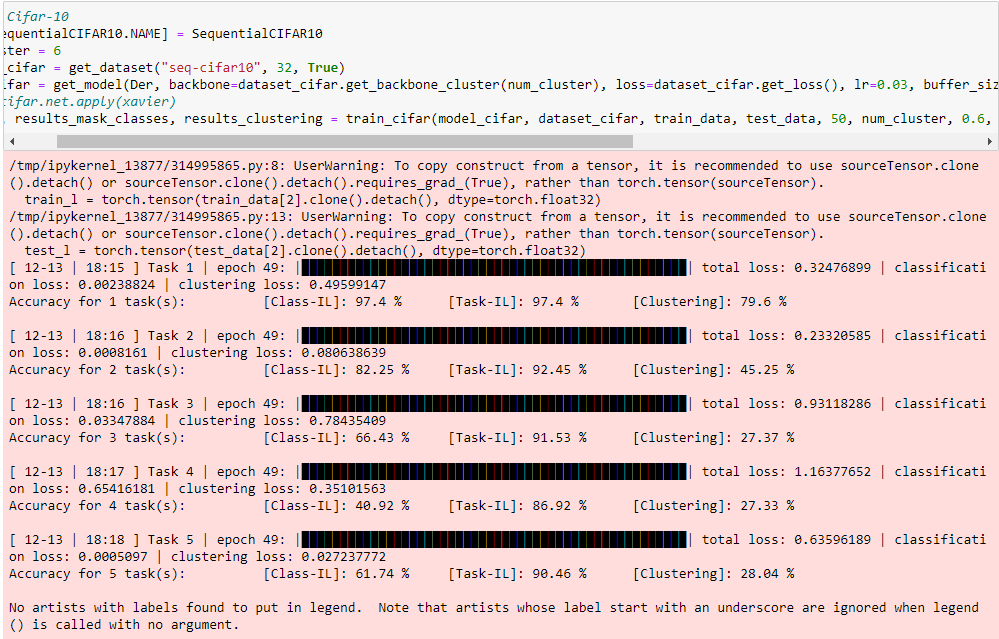 Cifar-10
equentialCIFAR10.NAME] = SequentialCIFAR10
ster = 6
_cifar = get_dataset("seq-cifar10", 32, True)
ifar = get_model(Der, backbone=dataset_cifar.get_backbone_cluster(num_cluster), loss=dataset_cifar.get_loss(), lr=0.03, buffer_siz
cifar.net.apply(xavier)
, results_mask_classes, results_clustering = train_cifar(model_cifar, dataset_cifar, train_data, test_data, 50, num_cluster, 0.6,
/tmp/ipykernel_13877/314995865.py:8: UserWarning: To copy construct from a tensor, it is recommended to use sourceTensor.clone
().detach() or sourceTensor.clone().detach().requires_grad_(True), rather than torch.tensor(sourceTensor).
train_l = torch.tensor(train_data[2].clone().detach(), dtype=torch.float32)
/tmp/ipykernel_13877/314995865.py:13: UserWarning: To copy construct from a tensor, it is recommended to use sourceTensor.clone
().detach() or sourceTensor.clone().detach().requires_grad_(True), rather than torch.tensor(sourceTensor).
test_l = torch.tensor(test_data[2].clone().detach(), dtype=torch.float32)
[ 12-13 | 18:15 ] Task 1 | epoch 49: | | total loss: 0.32476899 | classificati
on loss: 0.00238824 | clustering loss: 0.49599147
Accuracy for 1 task(s): [Class-IL]: 97.4 % [Task-IL]: 97.4 % [Clustering]: 79.6 %
[ 12-13 | 18:16 ] Task 2 | epoch 49: | | total loss: 0.23320585 | classificati
on loss: 0.0008161 | clustering loss: 0.080638639
Accuracy for 2 task(s): [Class-IL]: 82.25 % [Task-IL]: 92.45 % [Clustering]: 45.25 %
[ 12-13 | 18:16 ] Task 3 | epoch 49: | | total loss: 0.93118286 | classificati
on loss: 0.03347884 | clustering loss: 0.78435409
Accuracy for 3 task(s): [Class-IL]: 66.43 % [Task-IL]: 91.53 % [Clustering]: 27.37 %
[ 12-13 | 18:17 ] Task 4 | epoch 49: | | total loss: 1.16377652 | classificati
on loss: 0.65416181 | clustering loss: 0.35101563
Accuracy for 4 task(s): [Class-IL]: 40.92 % [Task-IL]: 86.92 % [Clustering]: 27.33 %
[ 12-13 | 18:18 ] Task 5 | epoch 49: | | total loss: 0.63596189 | classificati
on loss: 0.0005097 | clustering loss: 0.027237772
Accuracy for 5 task(s): [Class-IL]: 61.74 % [Task-IL]: 90.46 % [Clustering]: 28.04 %
No artists with labels found to put in legend.  Note that artists whose label start with an underscore are ignored when legend
() is called with no argument.